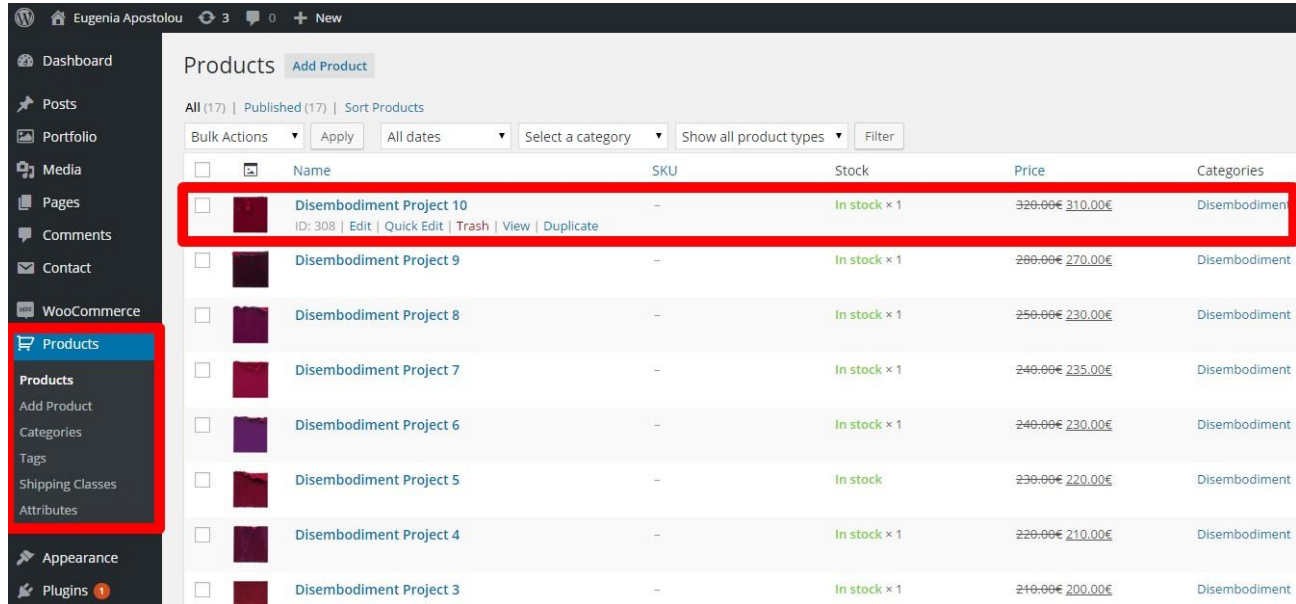 Eugenia Apostolou 3 0 + New
Dashboard
Posts
Portfolio
Media
Pages
Comments
Contact
WooCommerce
Products
Products
Add Product
Categories
Tags
Shipping Classes
Attributes
Appearance
Plugins 1
Products Add Product
All (17) | Published (17) | Sort Products
Bulk Actions Apply All dates Select a category Show all product types Filter
Name SKU Stock Price Categories
Disembodiment Project 10 – In stock × 1 320.00€ 310.00€ Disembodiment
ID: 308 | Edit | Quick Edit | Trash | View | Duplicate
Disembodiment Project 9 – In stock × 1 280.00€ 270.00€ Disembodiment
Disembodiment Project 8 – In stock × 1 250.00€ 230.00€ Disembodiment
Disembodiment Project 7 – In stock × 1 240.00€ 235.00€ Disembodiment
Disembodiment Project 6 – In stock × 1 240.00€ 230.00€ Disembodiment
Disembodiment Project 5 – In stock 230.00€ 220.00€ Disembodiment
Disembodiment Project 4 – In stock × 1 220.00€ 210.00€ Disembodiment
Disembodiment Project 3 – In stock × 1 210.00€ 200.00€ Disembodiment